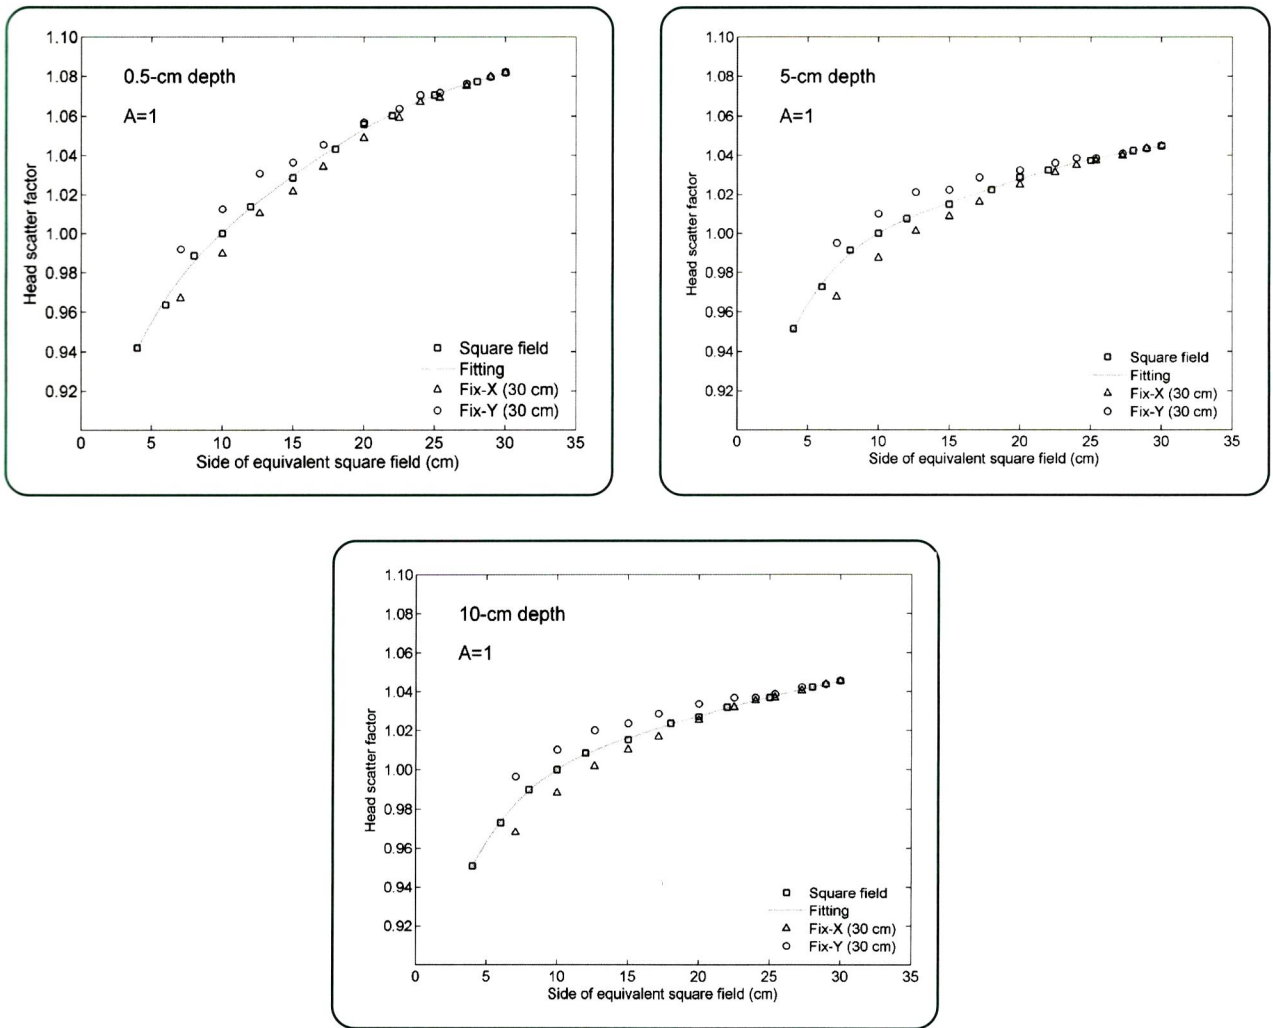 1.10
1.08
1.06
1.04
1.02
1.00
0.98
0.96
0.94
0.92
Head scatter factor
0.5-cm depth
A=1
Square field
Fitting
Fix-X (30 cm)
Fix-Y (30 cm)
0 5 10 15 20 25 30 35
Side of equivalent square field (cm)
1.10
1.08
1.06
1.04
1.02
1.00
0.98
0.96
0.94
0.92
Head scatter factor
5-cm depth
A=1
Square field
Fitting
Fix-X (30 cm)
Fix-Y (30 cm)
0 5 10 15 20 25 30 35
Side of equivalent square field (cm)
1.10
1.08
1.06
1.04
1.02
1.00
0.98
0.96
0.94
0.92
Head scatter factor
10-cm depth
A=1
Square field
Fitting
Fix-X (30 cm)
Fix-Y (30 cm)
0 5 10 15 20 25 30 35
Side of equivalent square field (cm)